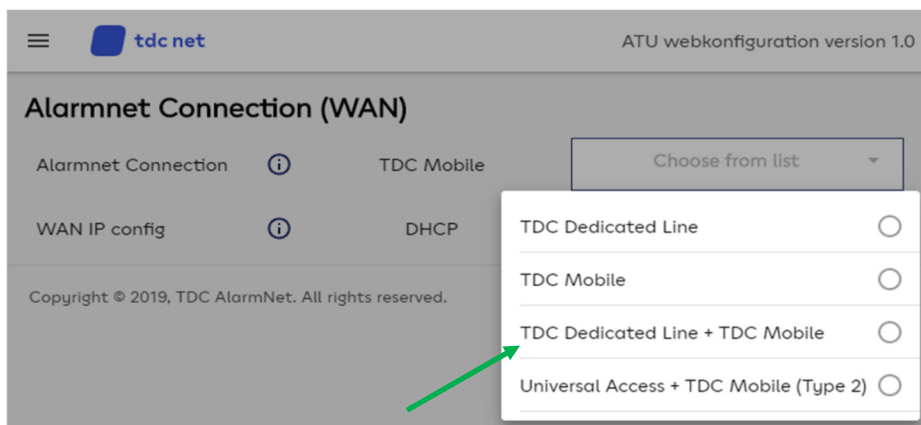 tdc net
ATU webkonfiguration version 1.0
Alarmnet Connection (WAN)
Alarmnet Connection
TDC Mobile
Choose from list
WAN IP config
DHCP
TDC Dedicated Line
TDC Mobile
TDC Dedicated Line + TDC Mobile
Universal Access + TDC Mobile (Type 2)
Copyright © 2019, TDC AlarmNet. All rights reserved.